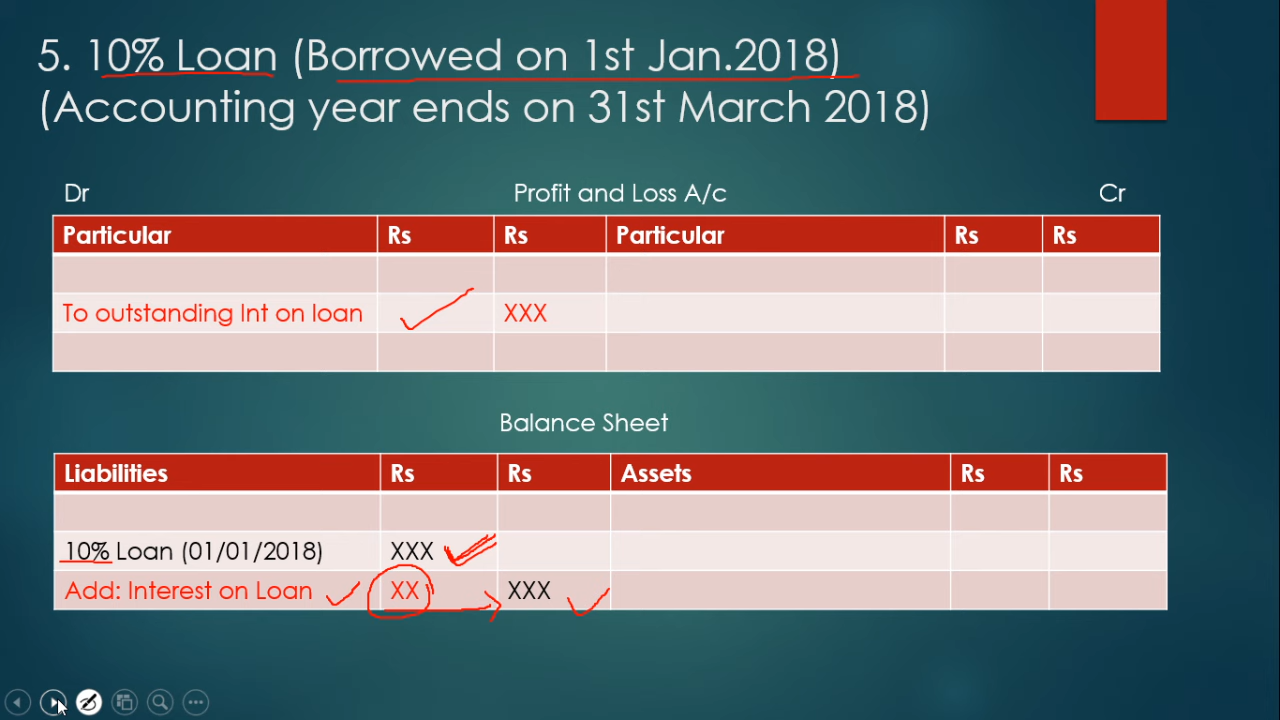 5. 10% Loan (Borrowed on 1st Jan.2018)
(Accounting year ends on 31st March 2018)
Dr Profit and Loss A/c Cr
Particular Rs Rs Particular Rs Rs
To outstanding Int on loan XXX
Balance Sheet
Liabilities Rs Rs Assets Rs Rs
10% Loan (01/01/2018) XXX
Add: Interest on Loan XX XXX